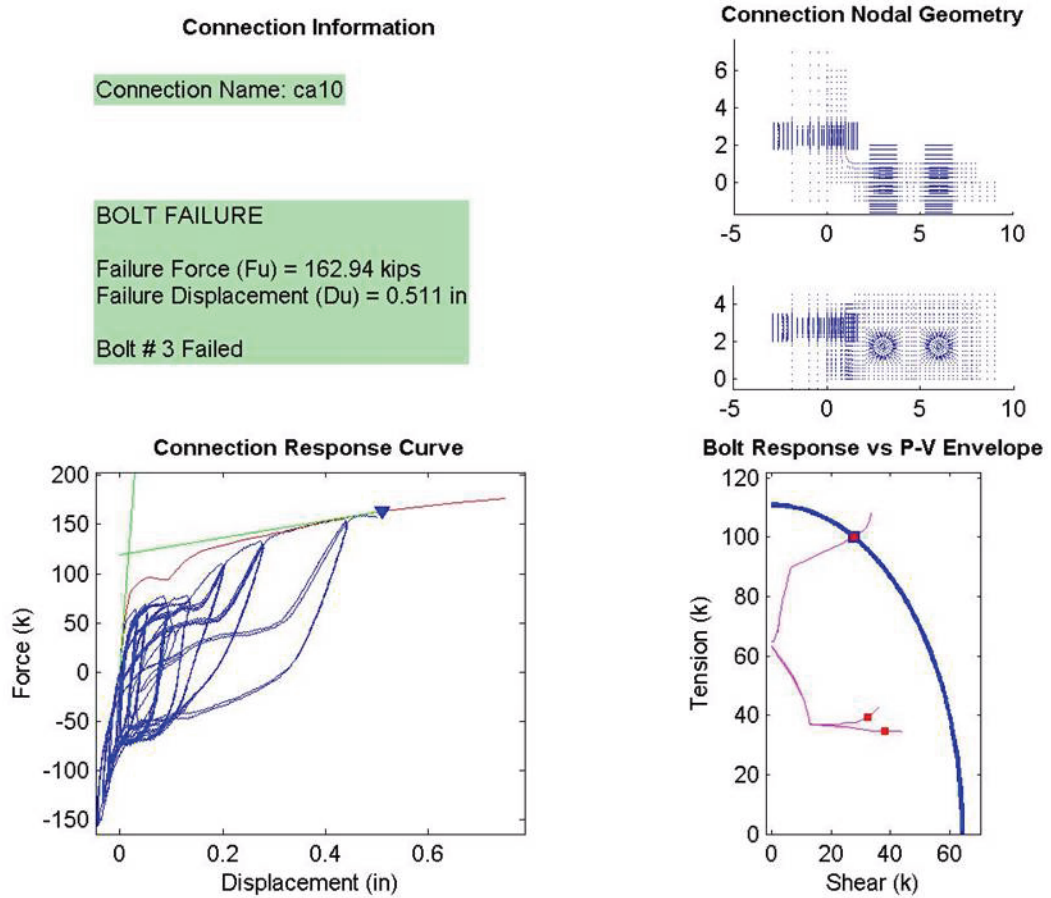 Connection Information
Connection Name: ca10
BOLT FAILURE
Failure Force (Fu) = 162.94 kips
Failure Displacement (Du) = 0.511 in
Bolt # 3 Failed
Connection Nodal Geometry
6
4
2
0
-5 0 5 10
4
2
0
-5 0 5 10
Connection Response Curve
200
150
100
50
0
-50
-100
-150
Force (k)
0 0.2 0.4 0.6
Displacement (in)
Bolt Response vs P-V Envelope
120
100
80
60
40
20
0
Tension (k)
0 20 40 60
Shear (k)